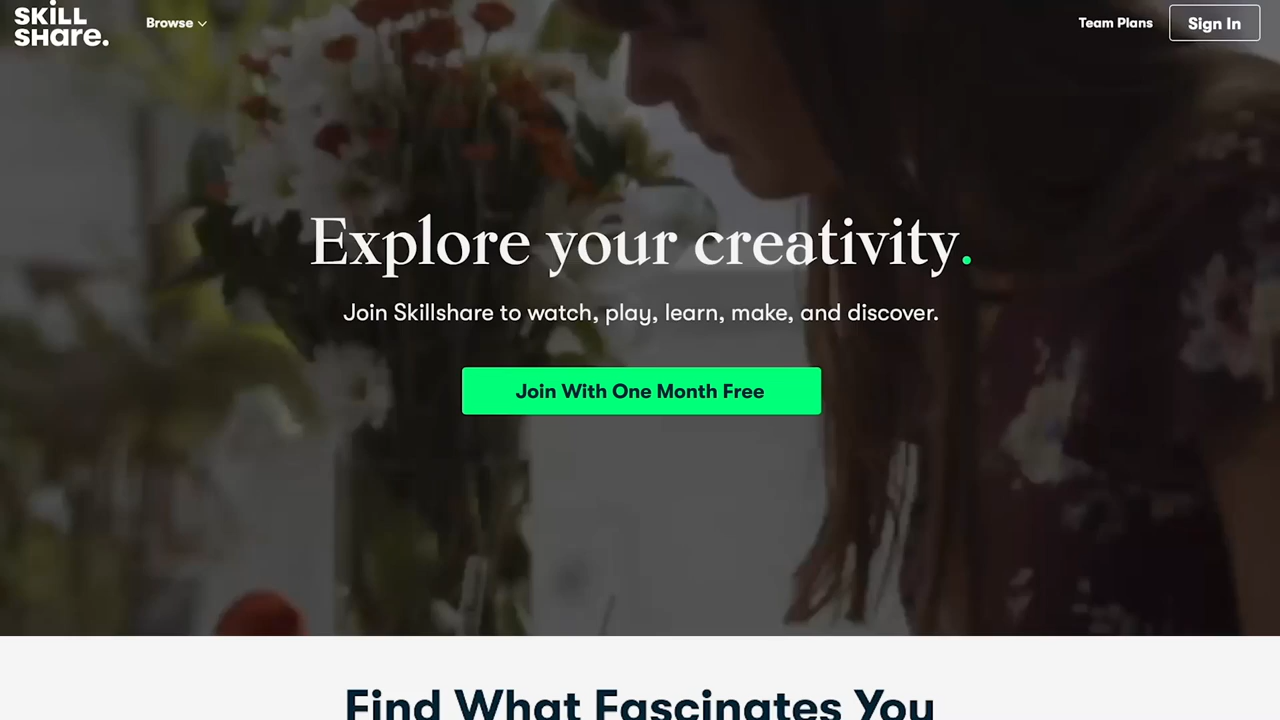 SKiLL
SHare.
Browse
Team Plans
Sign In
Explore your creativity.
Join Skillshare to watch, play, learn, make, and discover.
Join With One Month Free
Find What Fascinates You